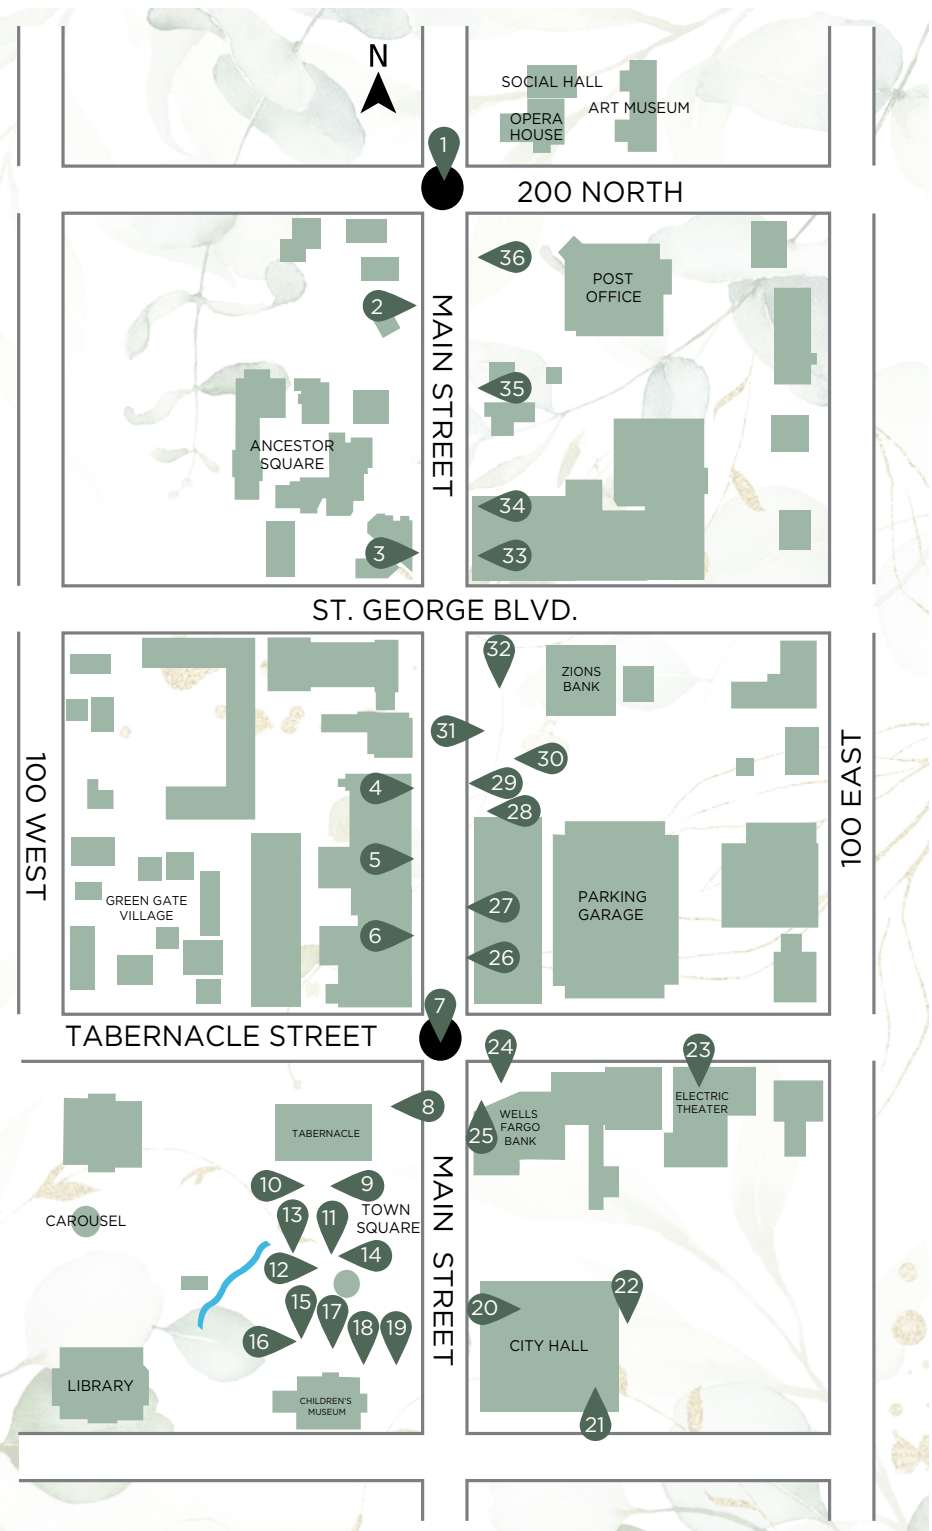 N
SOCIAL HALL
ART MUSEUM
OPERA
HOUSE
1
200 NORTH
36
POST
OFFICE
2
MAIN STREET
35
ANCESTOR
SQUARE
34
3
33
ST. GEORGE BLVD.
32
ZIONS
BANK
31
30
100 WEST
100 EAST
4
29
28
5
GREEN GATE
VILLAGE
PARKING
GARAGE
27
6
26
7
TABERNACLE STREET
24
23
8
ELECTRIC
THEATER
WELLS
FARGO
BANK
25
TABERNACLE
MAIN STREET
10
9
TOWN
SQUARE
13
11
CAROUSEL
14
12
15
17
18
19
16
20
22
CITY HALL
LIBRARY
CHILDREN'S
MUSEUM
21